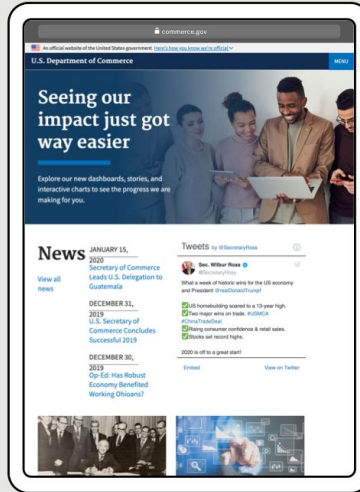 commerce.gov
An official website of the United States government Here's how you know we're official
U.S. Department of Commerce
MENU
Seeing our
impact just got
way easier
Explore our new dashboards, stories, and
interactive charts to see the progress we are
making for you.
News
View all
news
JANUARY 15,
2020
Secretary of Commerce
Leads U.S. Delegation to
Guatemala
DECEMBER 31,
2019
U.S. Secretary of
Commerce Concludes
Successful 2019
DECEMBER 30,
2019
Op-Ed: Has Robust
Economy Benefited
Working Ohioans?
Tweets by @SecretaryRoss
Sec. Wilbur Ross
@SecretaryRoss
What a week of historic wins for the US economy
and President @realDonaldTrump!
✅US homebuilding soared to a 13-year high.
✅Two major wins on trade. #USMCA
#ChinaTradeDeal
✅Rising consumer confidence & retail sales.
✅Stocks set record highs.
2020 is off to a great start!
Embed
View on Twitter